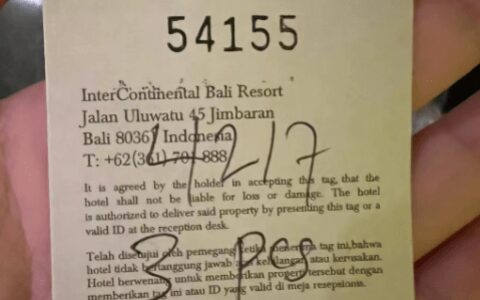 54155
InterContinental Bali Resort
Jalan Uluwatu 45 Jimbaran
Bali 80361 Indonesia
T: +62(361) 701 888
It is agreed by the holder in accepting this tag, that the
hotel shall not be liable for loss or damage. The hotel
is authorized to deliver said property by presenting this tag or a
valid ID at the reception desk.
2 pcs
Telah disetujui oleh pemegang ketika menerima tag ini, bahwa
hotel tidak bertanggung jawab atas kehilangan atau kerusakan.
Hotel berwenang untuk memberikan properti tersebut dengan
memberikan tag ini atau ID yang valid di meja resepsionis.